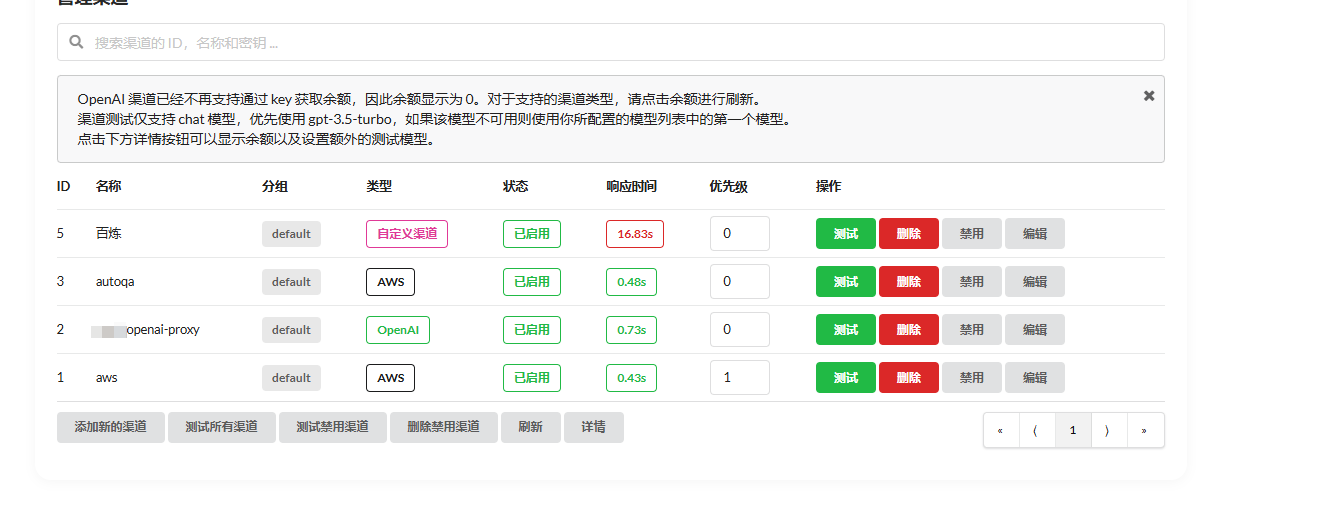 管理渠道
搜索渠道的 ID，名称和密钥 ...
OpenAI 渠道已经不再支持通过 key 获取余额，因此余额显示为 0。对于支持的渠道类型，请点击余额进行刷新。
渠道测试仅支持 chat 模型，优先使用 gpt-3.5-turbo，如果该模型不可用则使用你所配置的模型列表中的第一个模型。
点击下方详情按钮可以显示余额以及设置额外的测试模型。
ID 名称 分组 类型 状态 响应时间 优先级 操作
5 百炼 default 自定义渠道 已启用 16.83s 0 测试 删除 禁用 编辑
3 autoqa default AWS 已启用 0.48s 0 测试 删除 禁用 编辑
2 openai-proxy default OpenAI 已启用 0.73s 0 测试 删除 禁用 编辑
1 aws default AWS 已启用 0.43s 1 测试 删除 禁用 编辑
添加新的渠道 测试所有渠道 测试禁用渠道 删除禁用渠道 刷新 详情 « ⟨ 1 ⟩ »